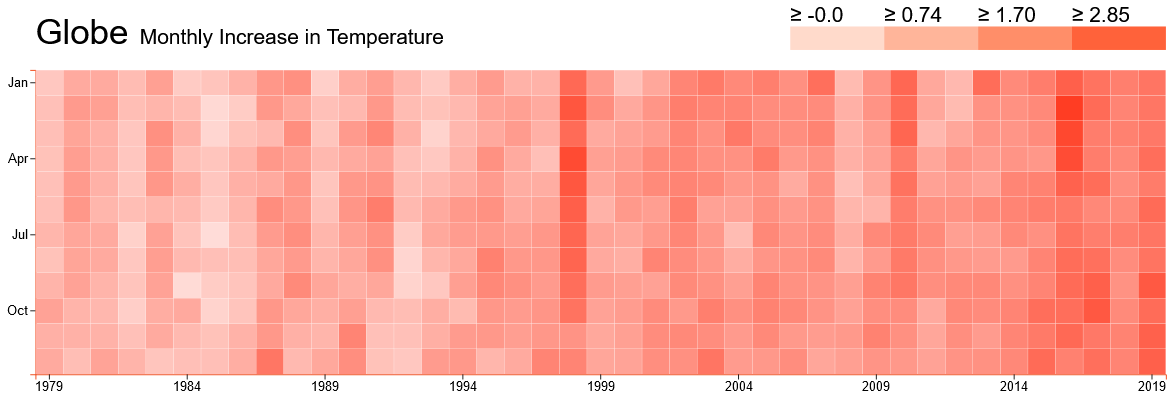 Globe Monthly Increase in Temperature
≥ -0.0 ≥ 0.74 ≥ 1.70 ≥ 2.85
Jan
Apr
Jul
Oct
1979 1984 1989 1994 1999 2004 2009 2014 2019